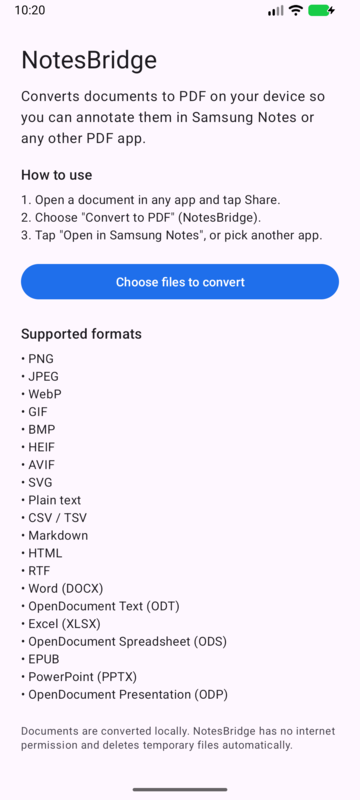 10:20
NotesBridge
Converts documents to PDF on your device so
you can annotate them in Samsung Notes or
any other PDF app.
How to use
1. Open a document in any app and tap Share.
2. Choose "Convert to PDF" (NotesBridge).
3. Tap "Open in Samsung Notes", or pick another app.
Choose files to convert
Supported formats
• PNG
• JPEG
• WebP
• GIF
• BMP
• HEIF
• AVIF
• SVG
• Plain text
• CSV / TSV
• Markdown
• HTML
• RTF
• Word (DOCX)
• OpenDocument Text (ODT)
• Excel (XLSX)
• OpenDocument Spreadsheet (ODS)
• EPUB
• PowerPoint (PPTX)
• OpenDocument Presentation (ODP)
Documents are converted locally. NotesBridge has no internet
permission and deletes temporary files automatically.